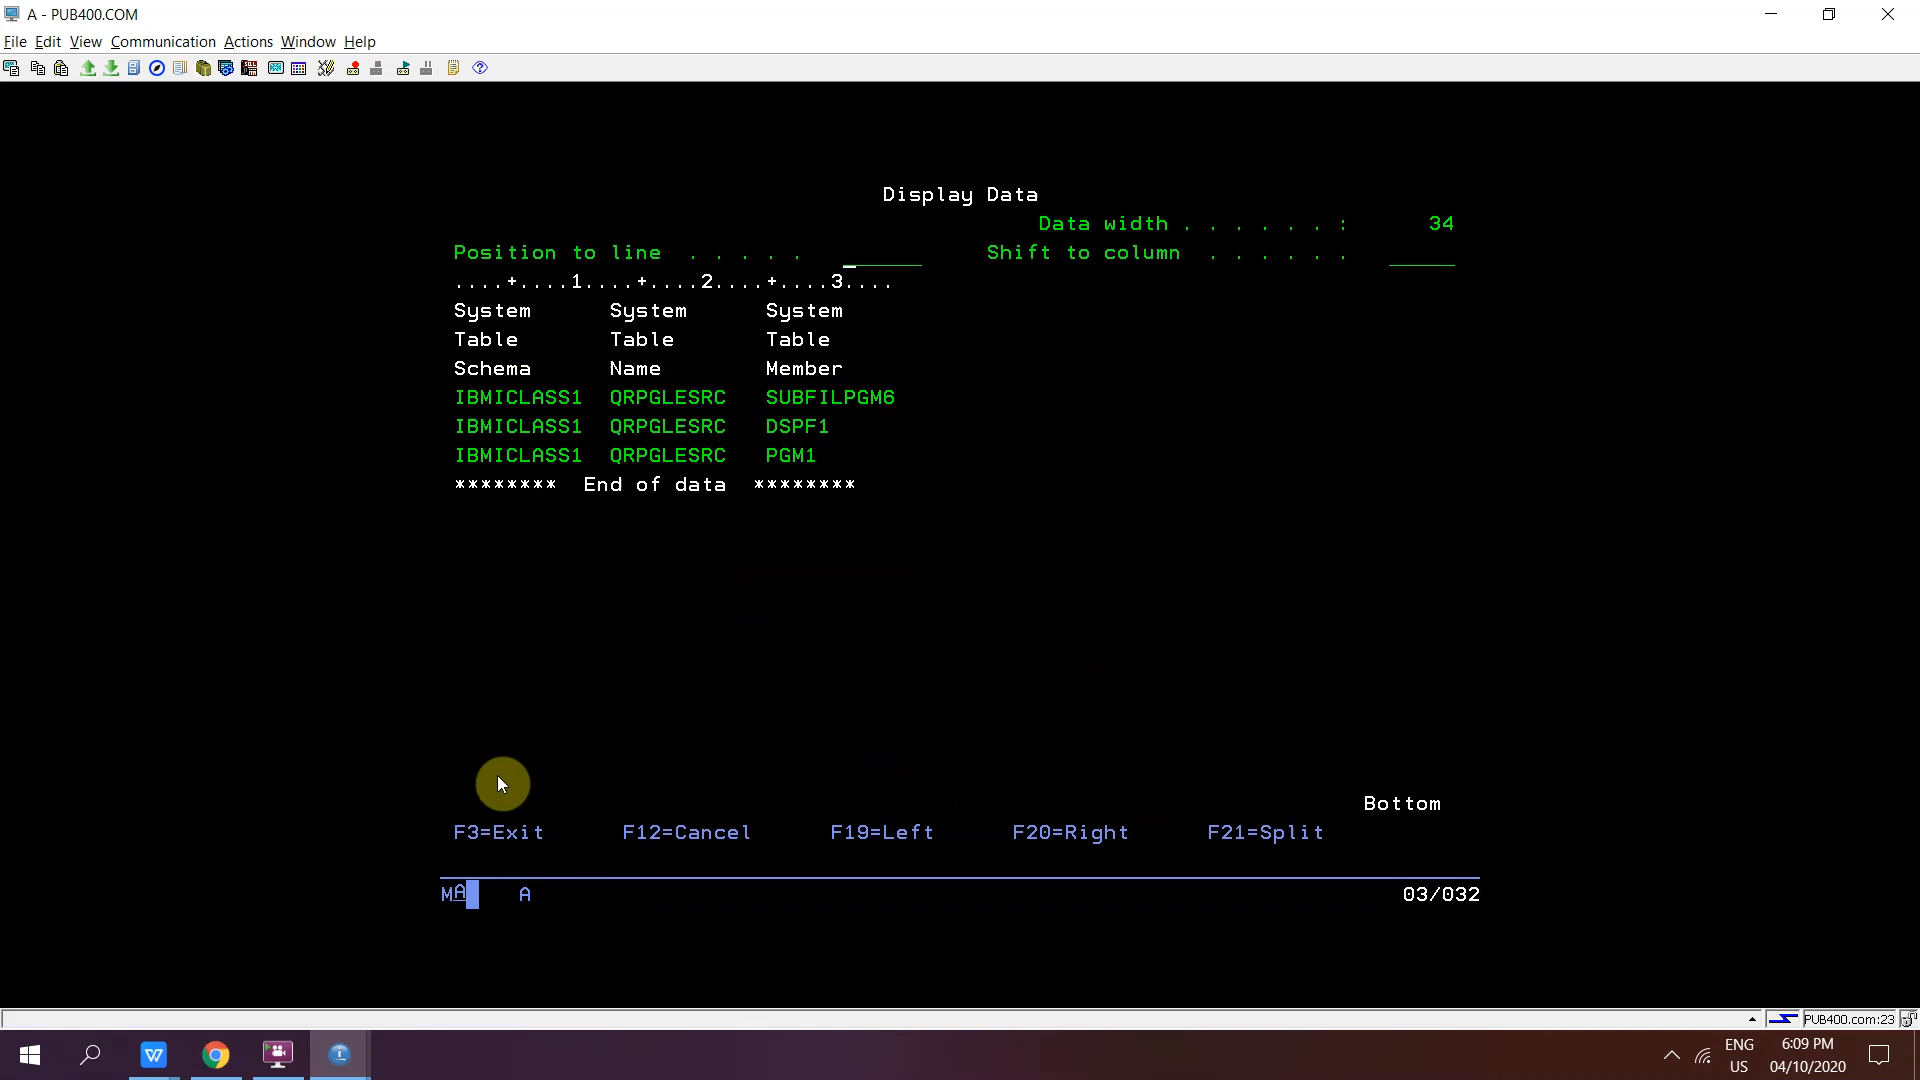 A - PUB400.COM
File Edit View Communication Actions Window Help
Display Data
Data width . . . . . . : 34
Position to line . . . . . Shift to column . . . . . .
....+....1....+....2....+....3....
System System System
Table Table Table
Schema Name Member
IBMICLASS1 QRPGLESRC SUBFILPGM6
IBMICLASS1 QRPGLESRC DSPF1
IBMICLASS1 QRPGLESRC PGM1
******** End of data ********
Bottom
F3=Exit F12=Cancel F19=Left F20=Right F21=Split
MA A 03/032
PUB400.com:23
ENG 6:09 PM
US 04/10/2020